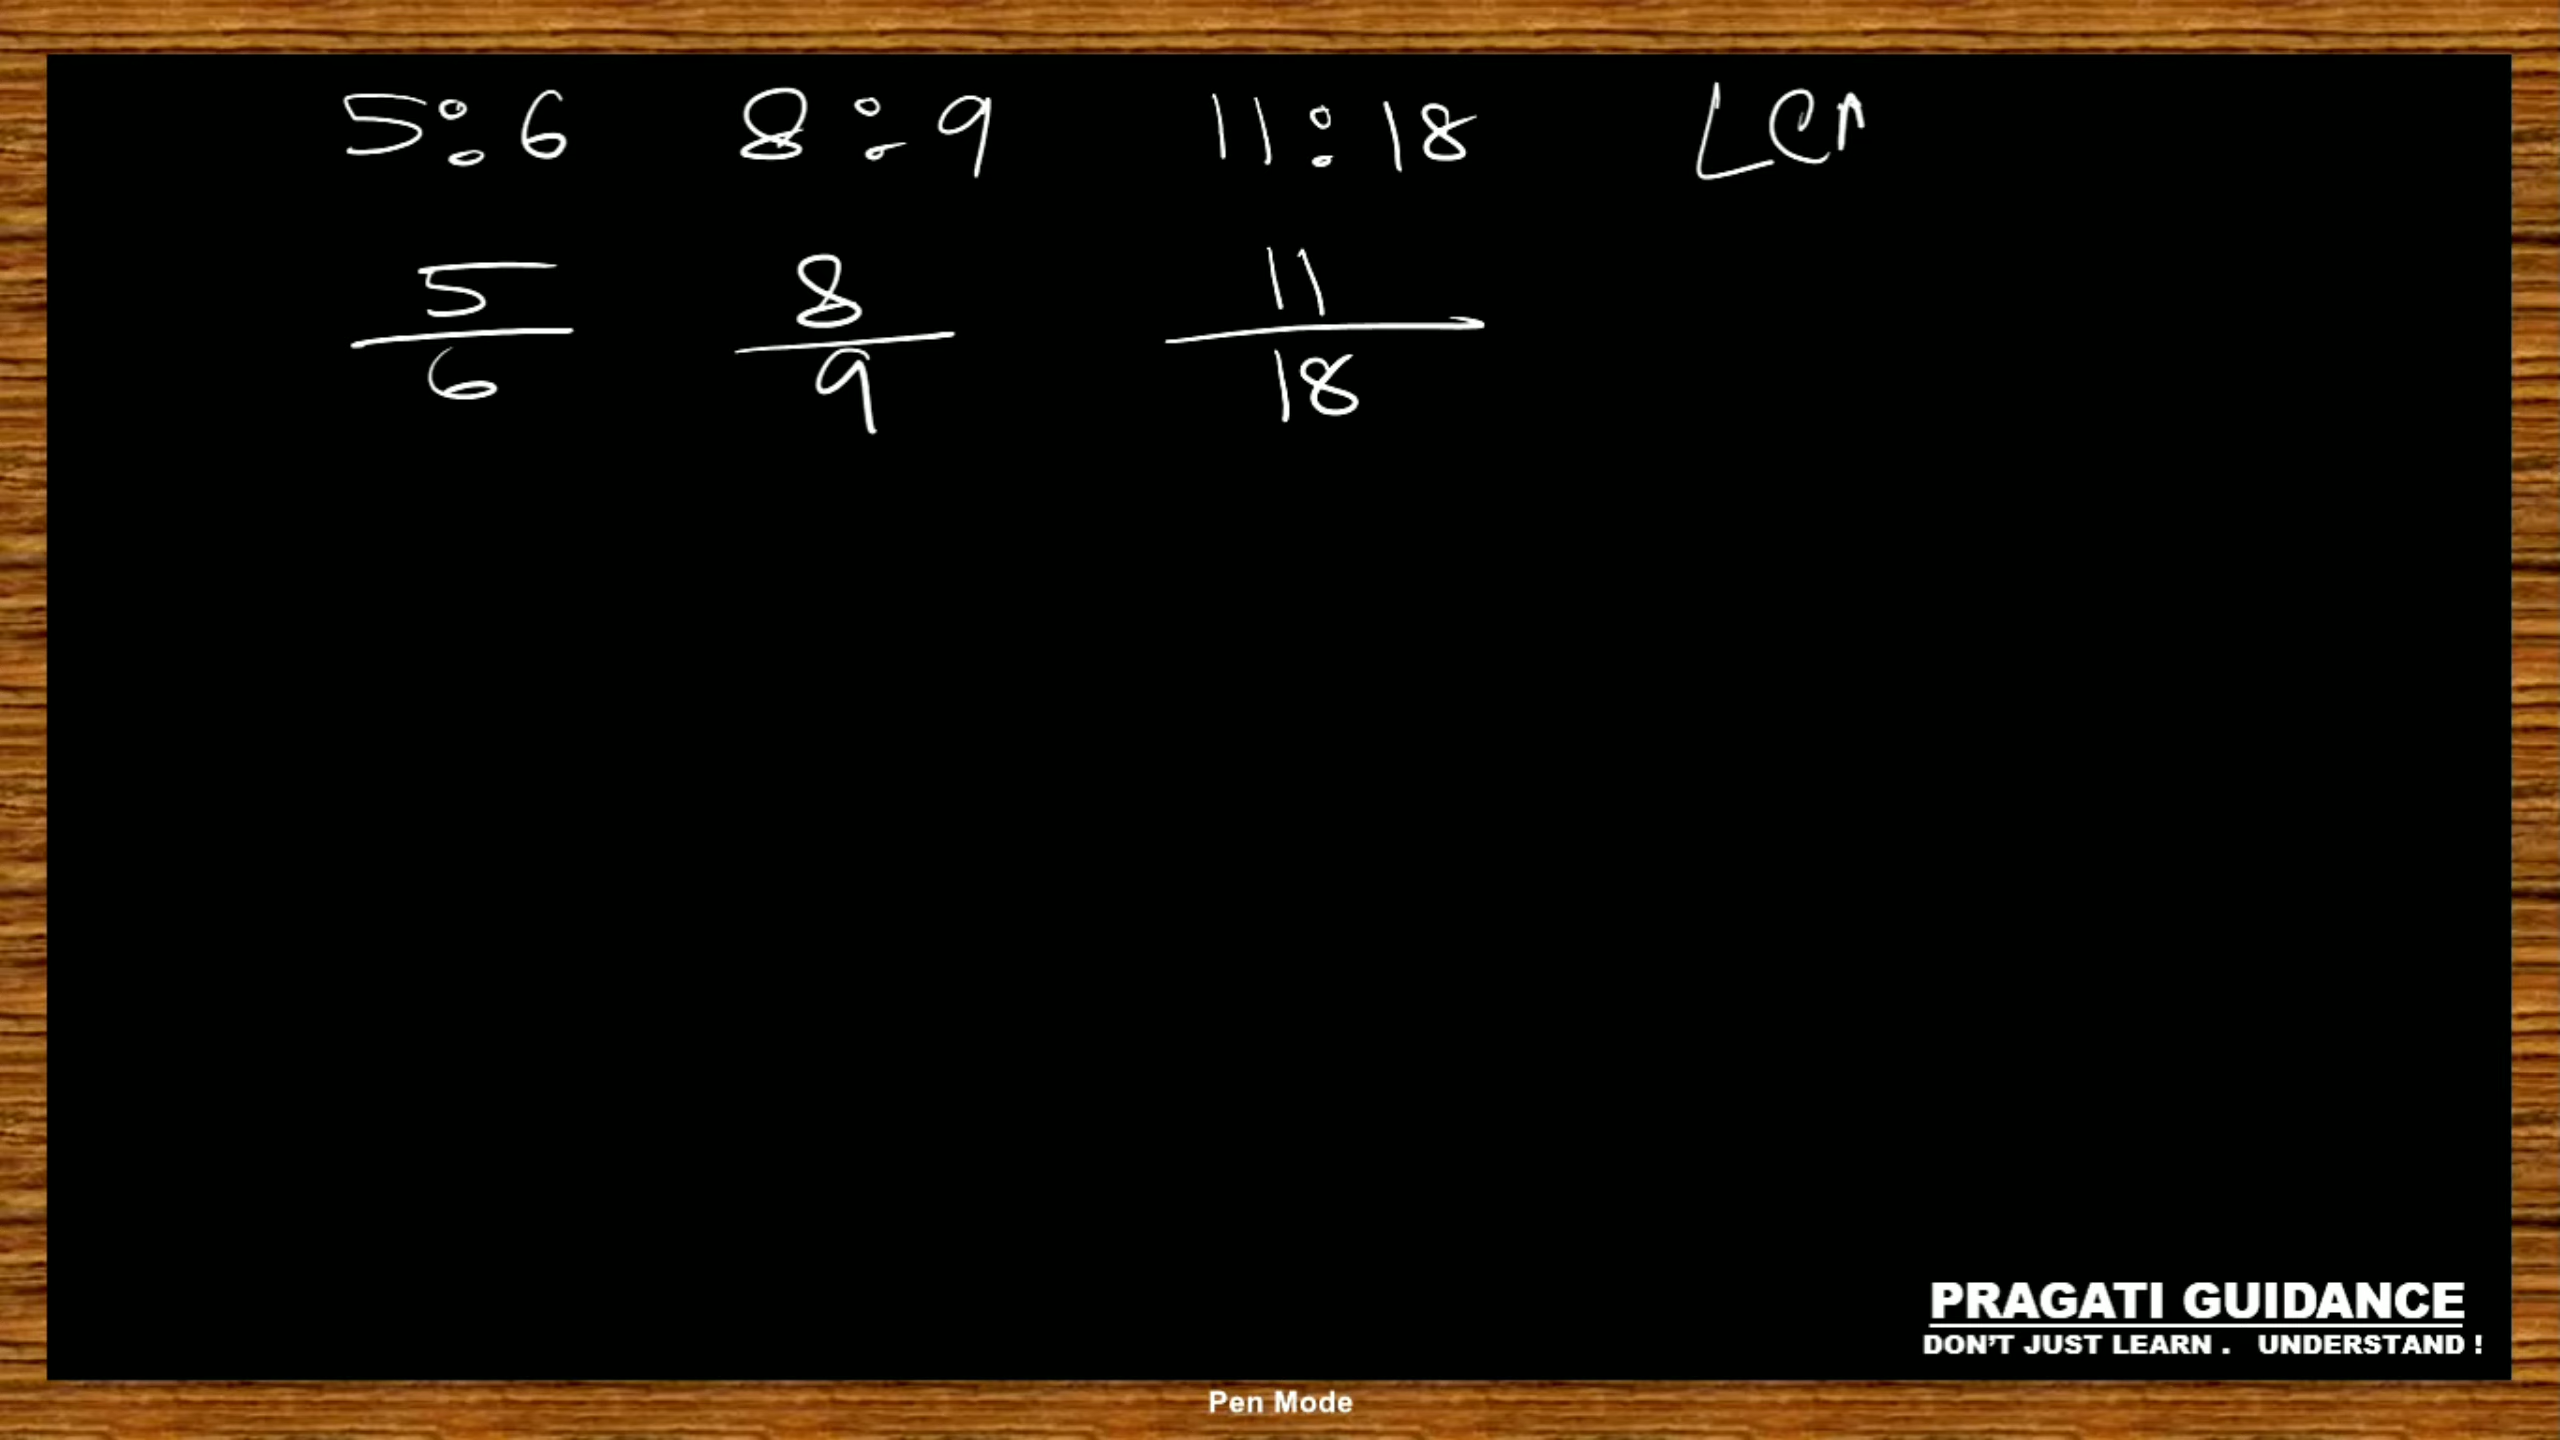 5:6 8:9 11:18 LCM
5/6 8/9 11/18
PRAGATI GUIDANCE
DON'T JUST LEARN . UNDERSTAND !
Pen Mode